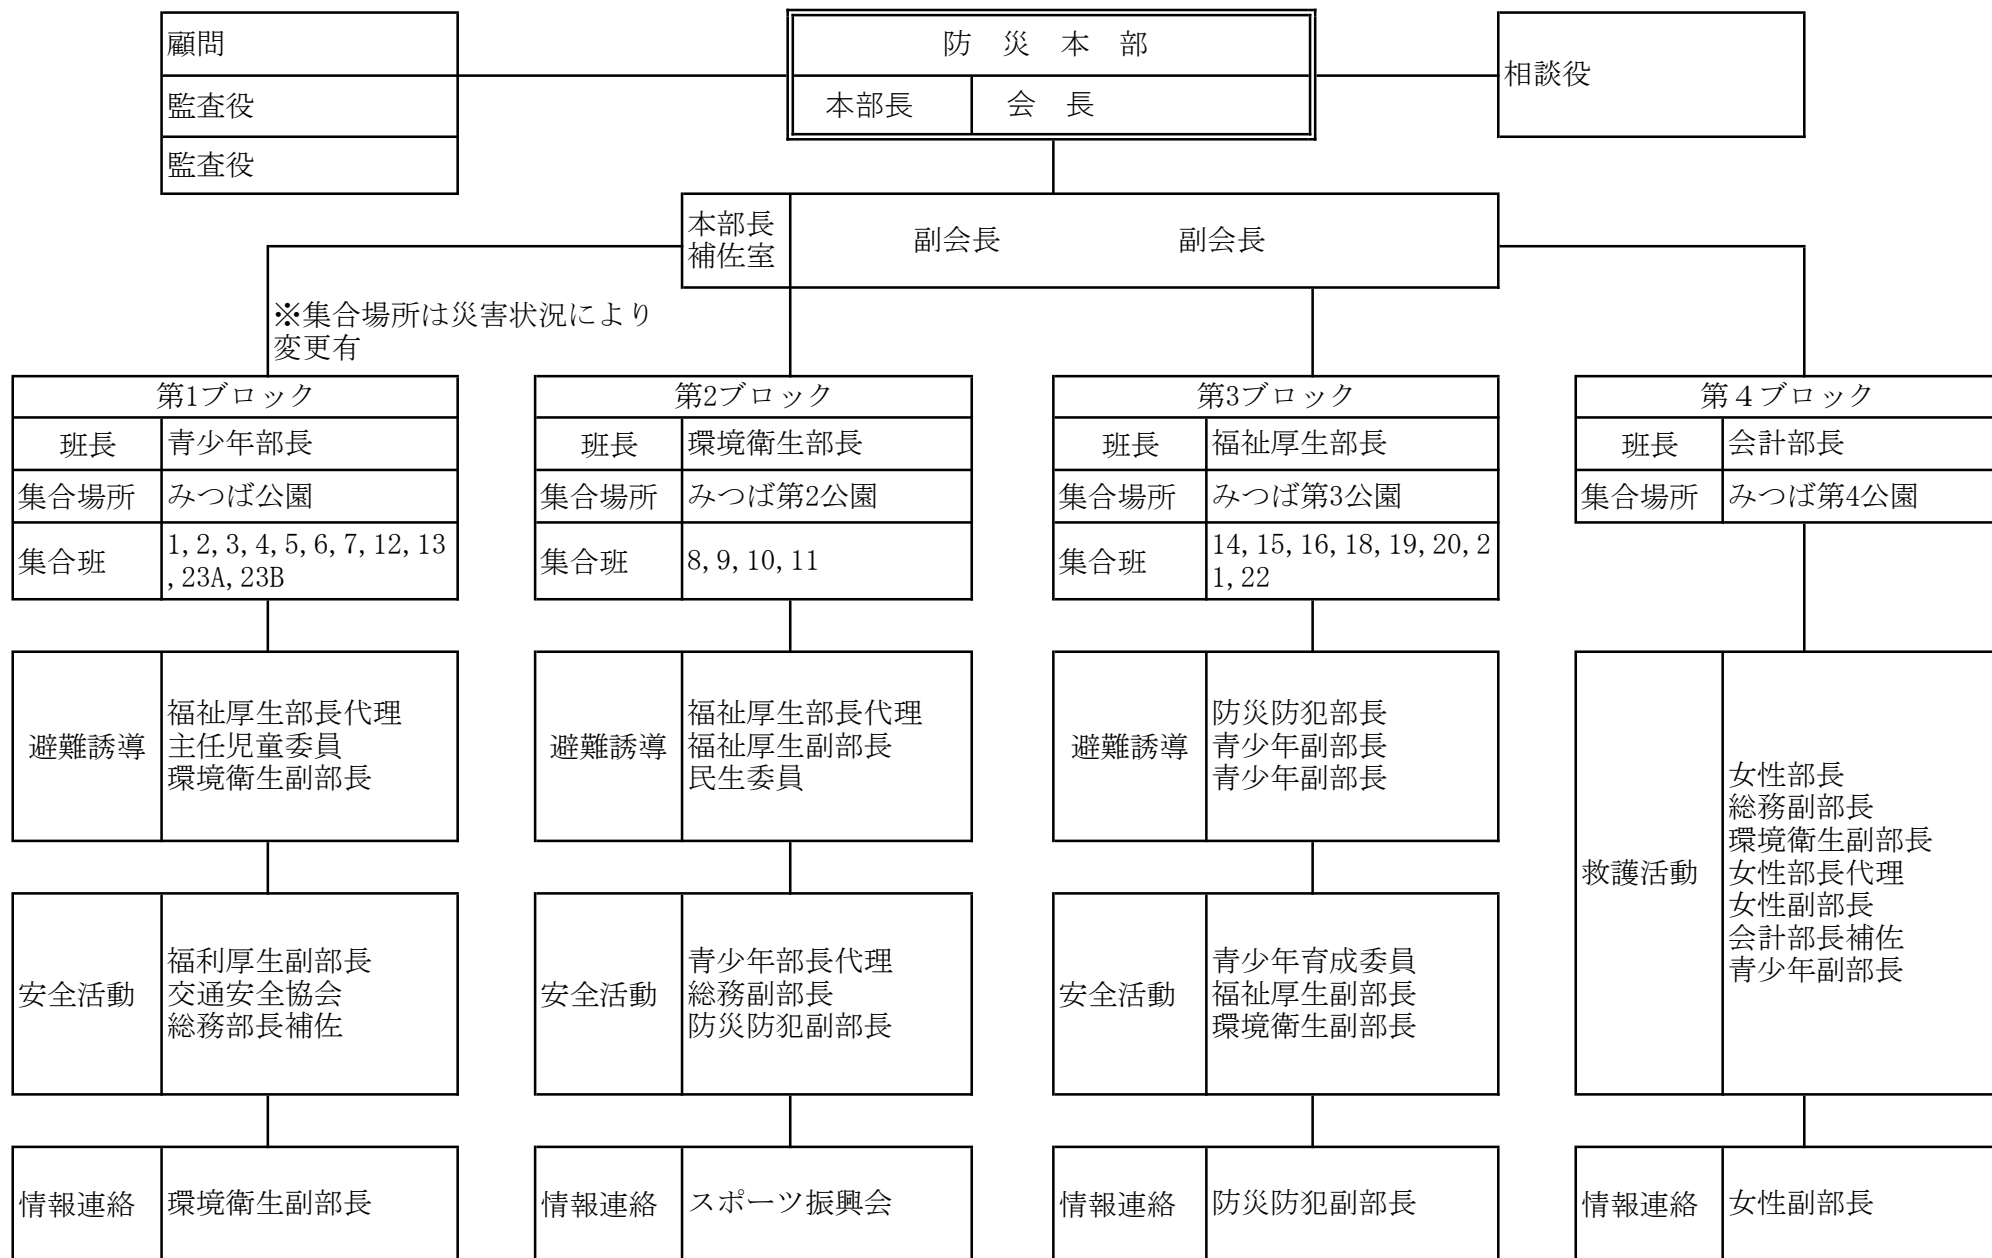 顧問
監査役
監査役
防 災 本 部
本部長
会 長
相談役
本部長
補佐室
副会長
副会長
※集合場所は災害状況により
変更有
第1ブロック
班長
青少年部長
集合場所
みつば公園
集合班
1,2,3,4,5,6,7,12,13
,23A,23B
避難誘導
福祉厚生部長代理
主任児童委員
環境衛生副部長
安全活動
福利厚生副部長
交通安全協会
総務部長補佐
情報連絡
環境衛生副部長
第2ブロック
班長
環境衛生部長
集合場所
みつば第2公園
集合班
8,9,10,11
避難誘導
福祉厚生部長代理
福祉厚生副部長
民生委員
安全活動
青少年部長代理
総務副部長
防災防犯副部長
情報連絡
スポーツ振興会
第3ブロック
班長
福祉厚生部長
集合場所
みつば第3公園
集合班
14,15,16,18,19,20,2
1,22
避難誘導
防災防犯部長
青少年副部長
青少年副部長
安全活動
青少年育成委員
福祉厚生副部長
環境衛生副部長
情報連絡
防災防犯副部長
第４ブロック
班長
会計部長
集合場所
みつば第4公園
救護活動
女性部長
総務副部長
環境衛生副部長
女性部長代理
女性副部長
会計部長補佐
青少年副部長
情報連絡
女性副部長